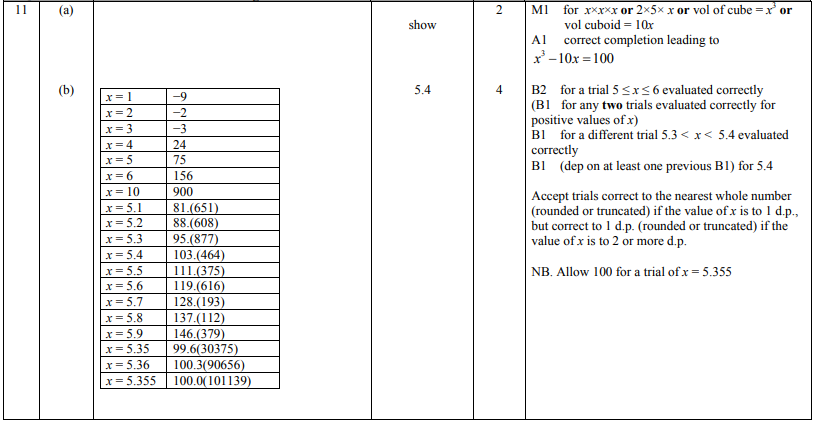 11 (a) show 2 M1 for x×x×x or 2×5× x or vol of cube = x³ or
vol cuboid = 10x
A1 correct completion leading to
x³ – 10x = 100
(b) 5.4 4 B2 for a trial 5 ≤ x ≤ 6 evaluated correctly
(B1 for any two trials evaluated correctly for
positive values of x)
B1 for a different trial 5.3 < x < 5.4 evaluated
correctly
B1 (dep on at least one previous B1) for 5.4
Accept trials correct to the nearest whole number
(rounded or truncated) if the value of x is to 1 d.p.,
but correct to 1 d.p. (rounded or truncated) if the
value of x is to 2 or more d.p.
NB. Allow 100 for a trial of x = 5.355
x = 1 –9
x = 2 –2
x = 3 –3
x = 4 24
x = 5 75
x = 6 156
x = 10 900
x = 5.1 81.(651)
x = 5.2 88.(608)
x = 5.3 95.(877)
x = 5.4 103.(464)
x = 5.5 111.(375)
x = 5.6 119.(616)
x = 5.7 128.(193)
x = 5.8 137.(112)
x = 5.9 146.(379)
x = 5.35 99.6(30375)
x = 5.36 100.3(90656)
x = 5.355 100.0(101139)